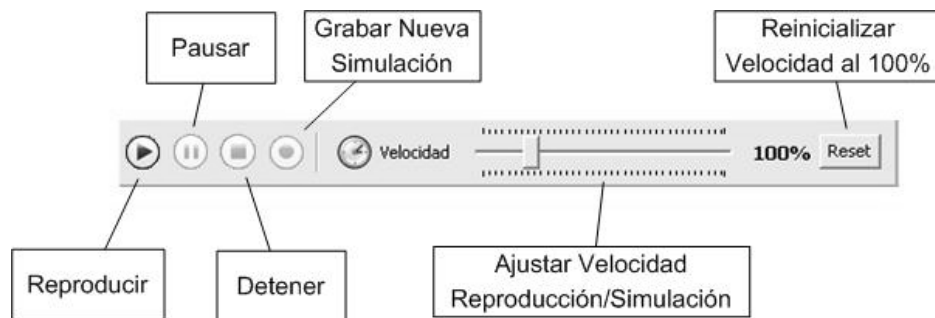 Pausar
Grabar Nueva
Simulación
Reinicializar
Velocidad al 100%
Velocidad
100%
Reset
Reproducir
Detener
Ajustar Velocidad
Reproducción/Simulación